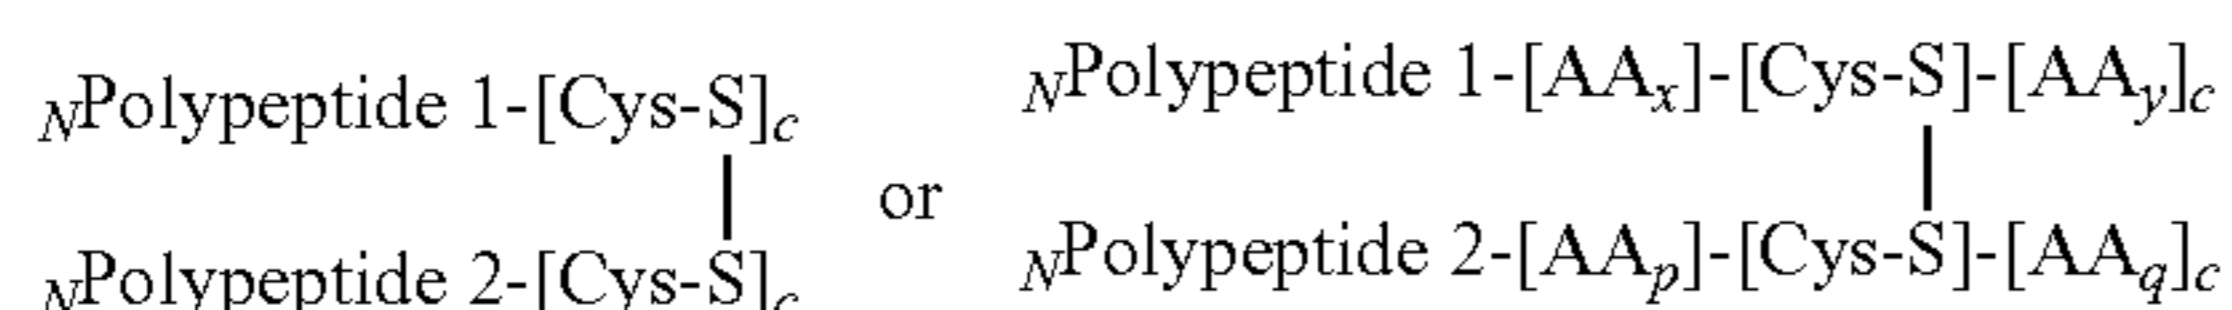 NPolypeptide 1-[Cys-S]c
NPolypeptide 2-[Cys-S]c
or
NPolypeptide 1-[AAx]-[Cys-S]-[AAy]c
NPolypeptide 2-[AAp]-[Cys-S]-[AAq]c